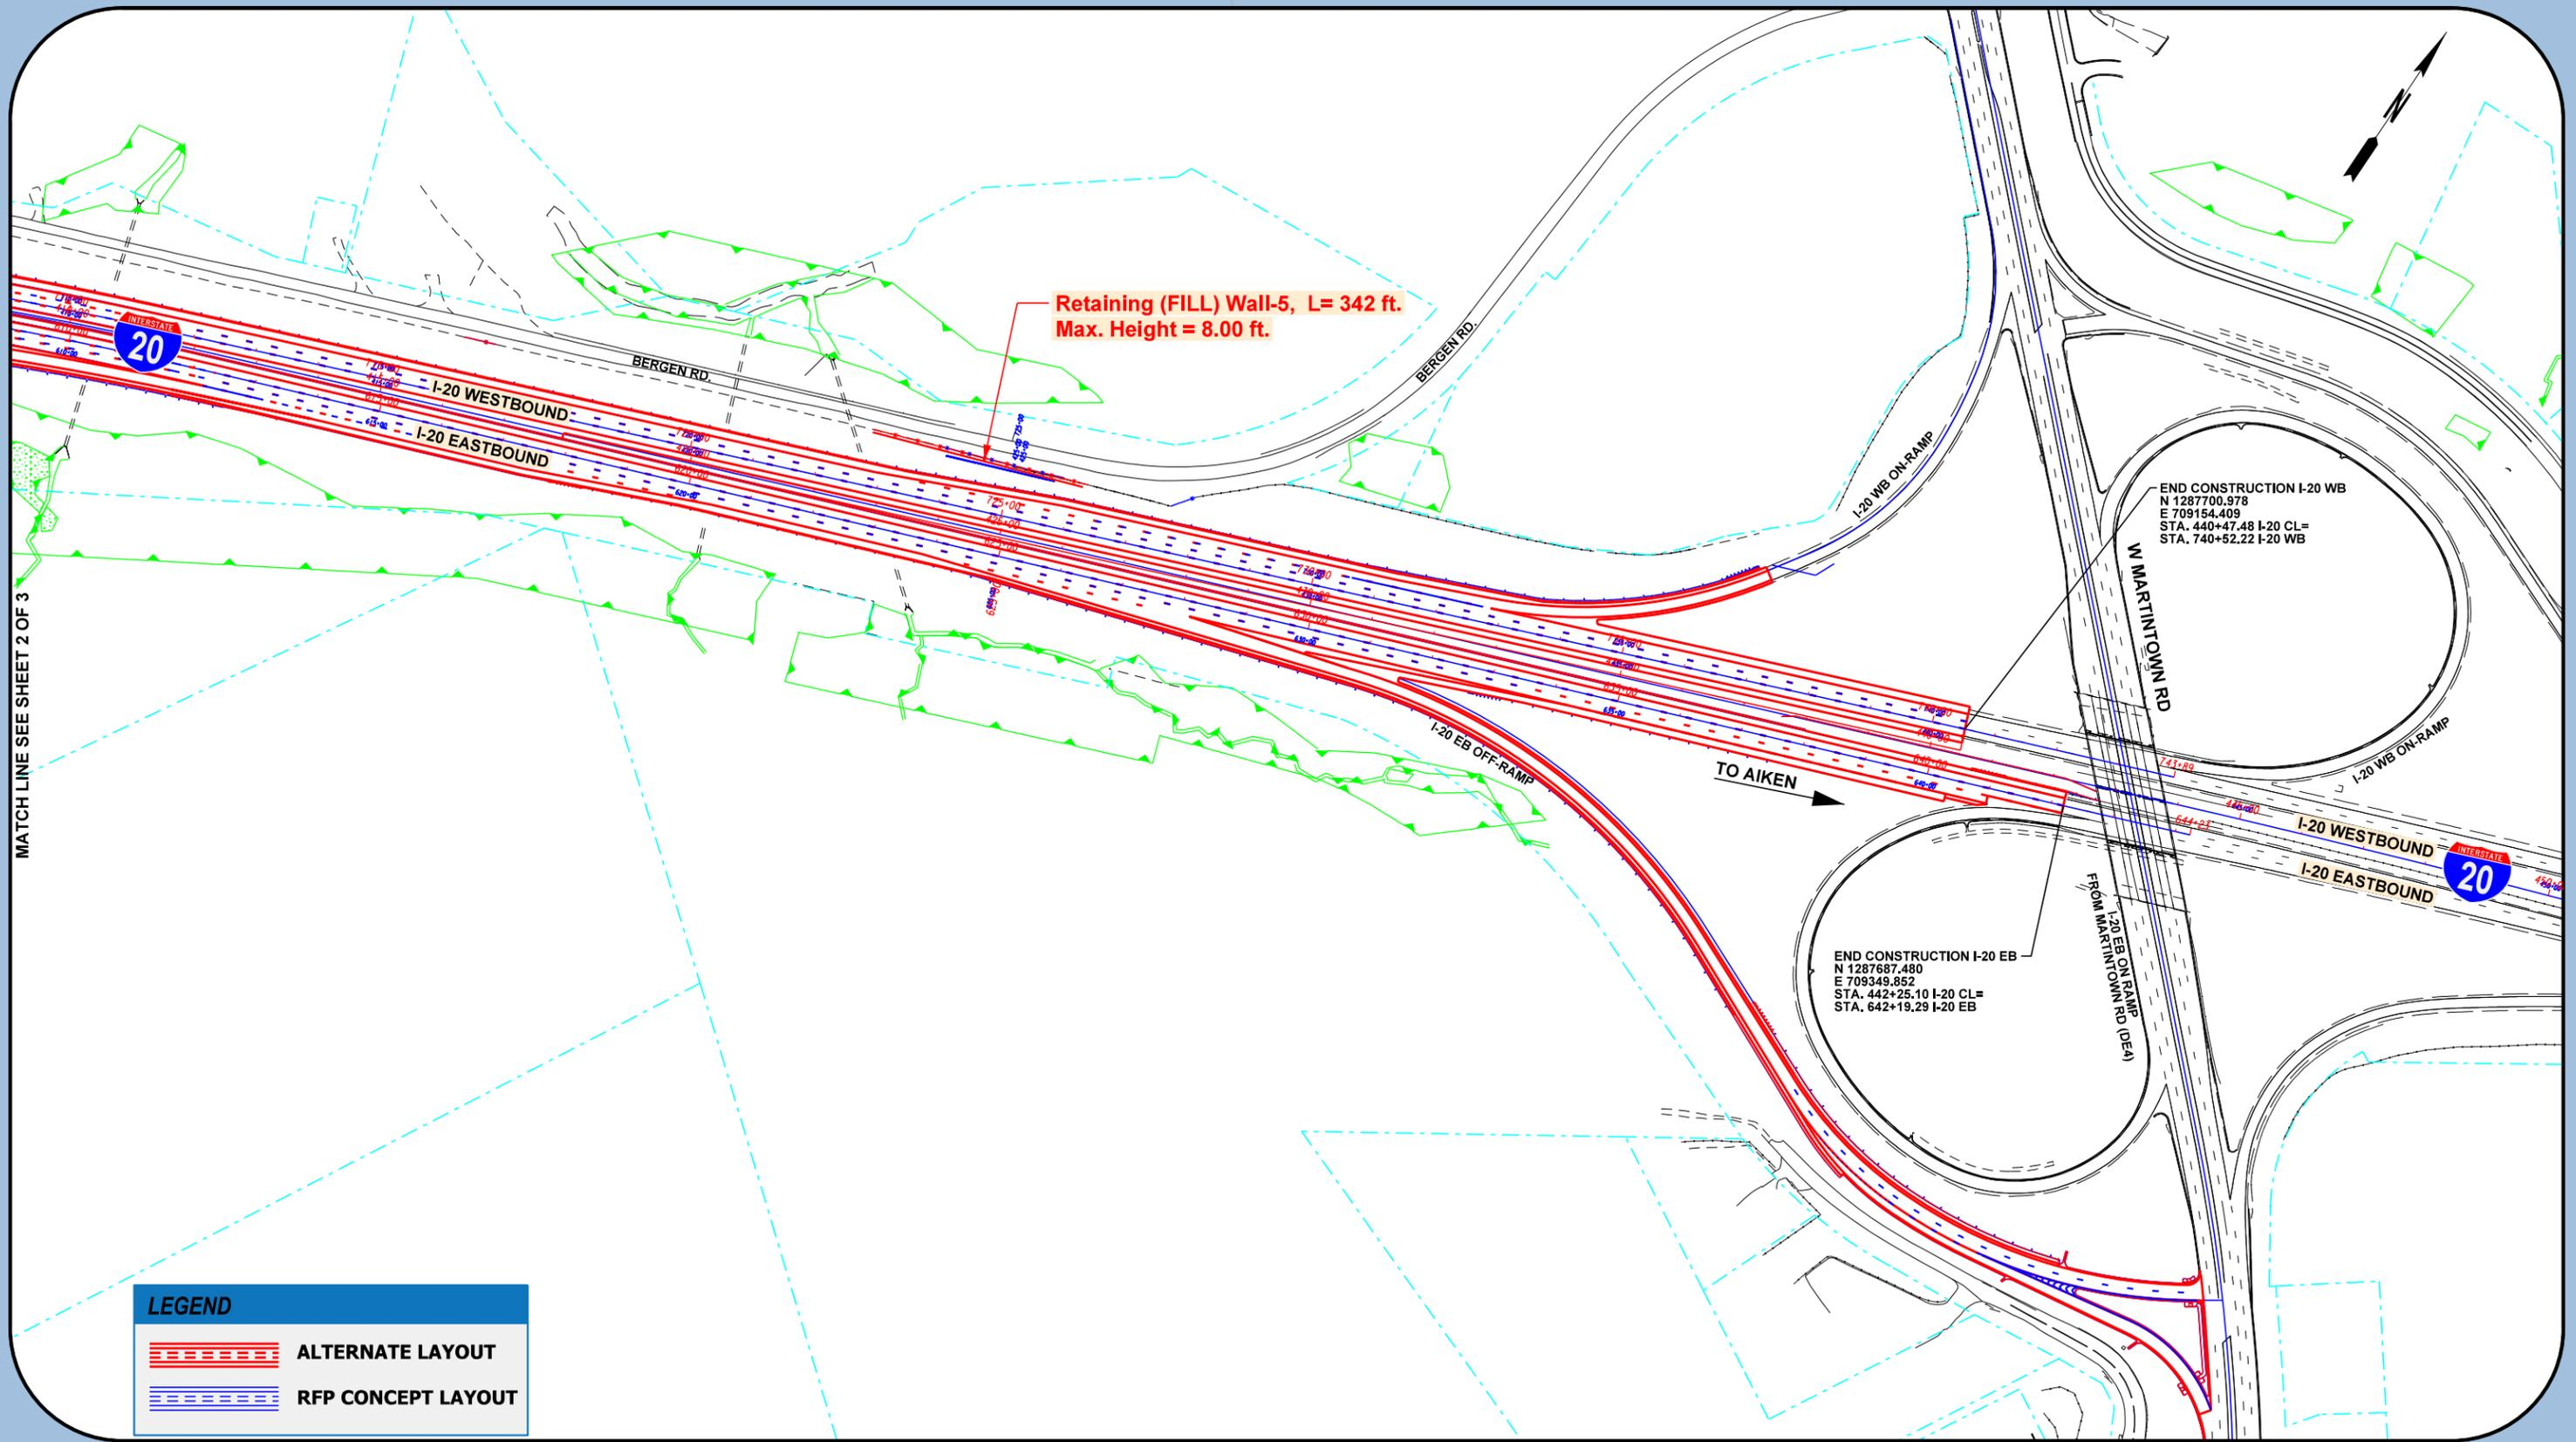 Retaining (FILL) Wall-5, L= 342 ft.
Max. Height = 8.00 ft.
INTERSTATE
20
I-20 WESTBOUND
I-20 EASTBOUND
BERGEN RD.
BERGEN RD.
N
I-20 WB ON-RAMP
END CONSTRUCTION I-20 WB
N 1287700.978
E 709154.409
STA. 440+47.48 I-20 CL=
STA. 740+52.22 I-20 WB
W MARTINTOWN RD
MATCH LINE SEE SHEET 2 OF 3
I-20 EB OFF-RAMP
TO AIKEN
I-20 WB ON-RAMP
743+89
644+23
I-20 WESTBOUND
I-20 EASTBOUND
INTERSTATE
20
I-20 EB ON RAMP
FROM MARTINTOWN RD (DE4)
END CONSTRUCTION I-20 EB
N 1287687.480
E 709349.852
STA. 442+25.10 I-20 CL=
STA. 642+19.29 I-20 EB
LEGEND
ALTERNATE LAYOUT
RFP CONCEPT LAYOUT